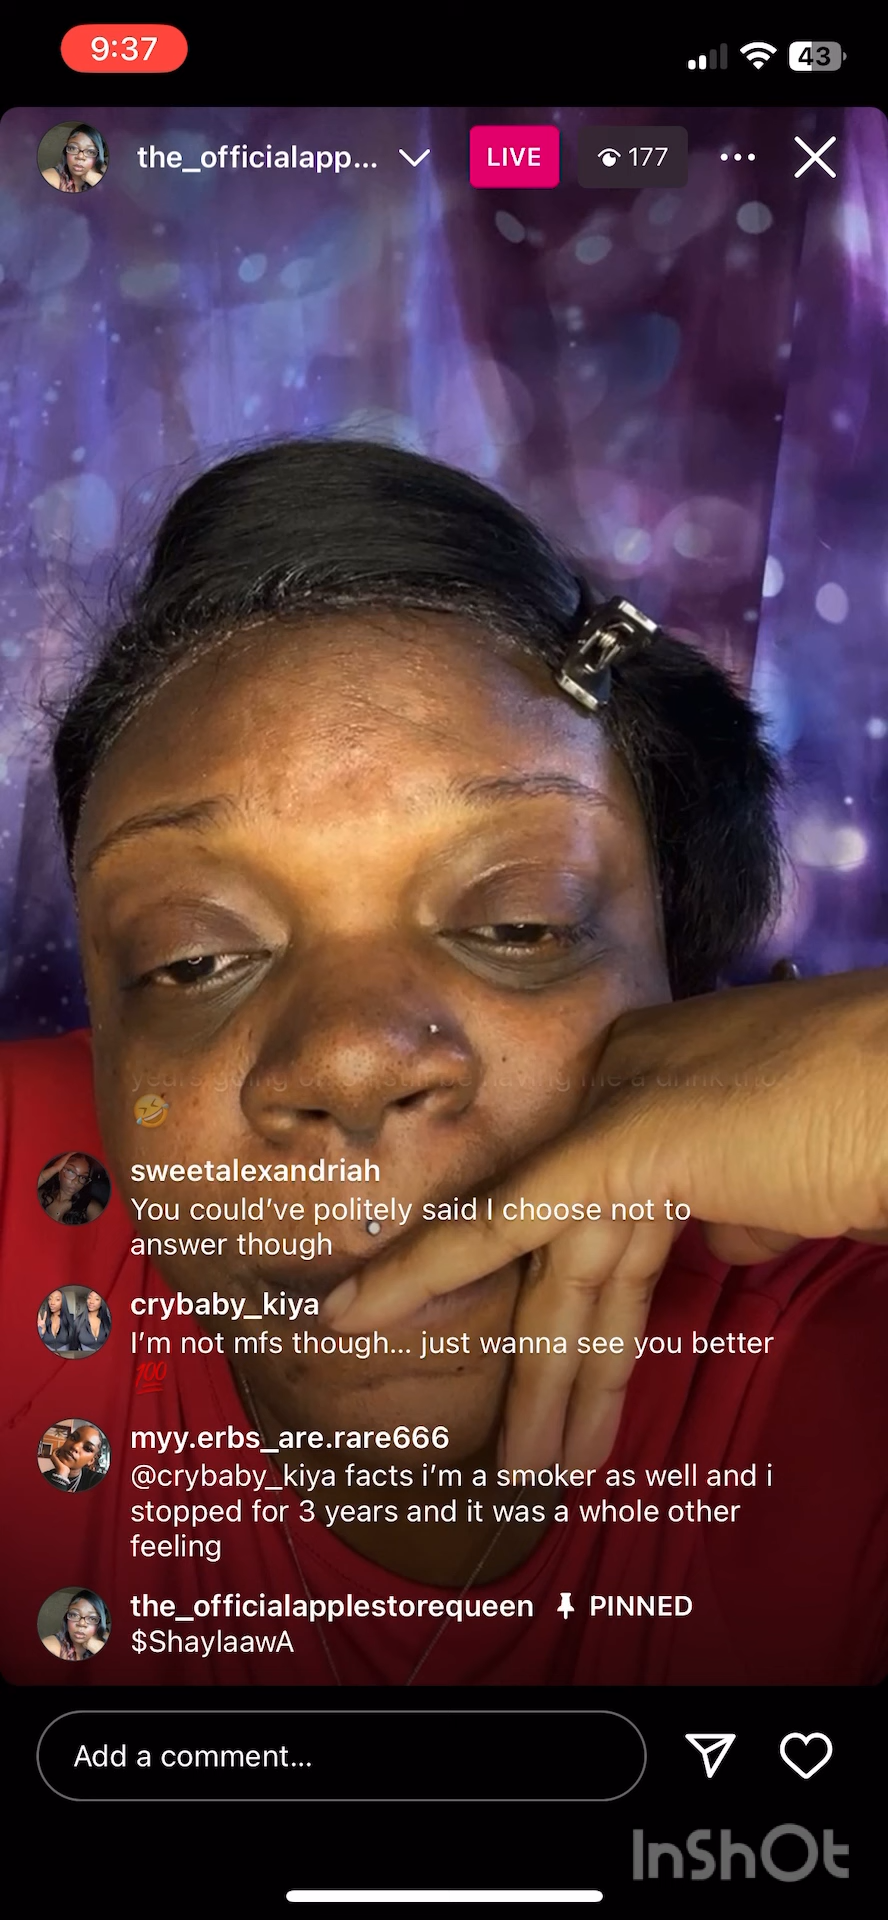 9:37
43
the_officialapp...
LIVE
177
sweetalexandriah
You could’ve politely said I choose not to
answer though
crybaby_kiya
I’m not mfs though... just wanna see you better
💯
myy.erbs_are.rare666
@crybaby_kiya facts i’m a smoker as well and i
stopped for 3 years and it was a whole other
feeling
the_officialapplestorequeen PINNED
$ShaylaawA
Add a comment...
InShOt